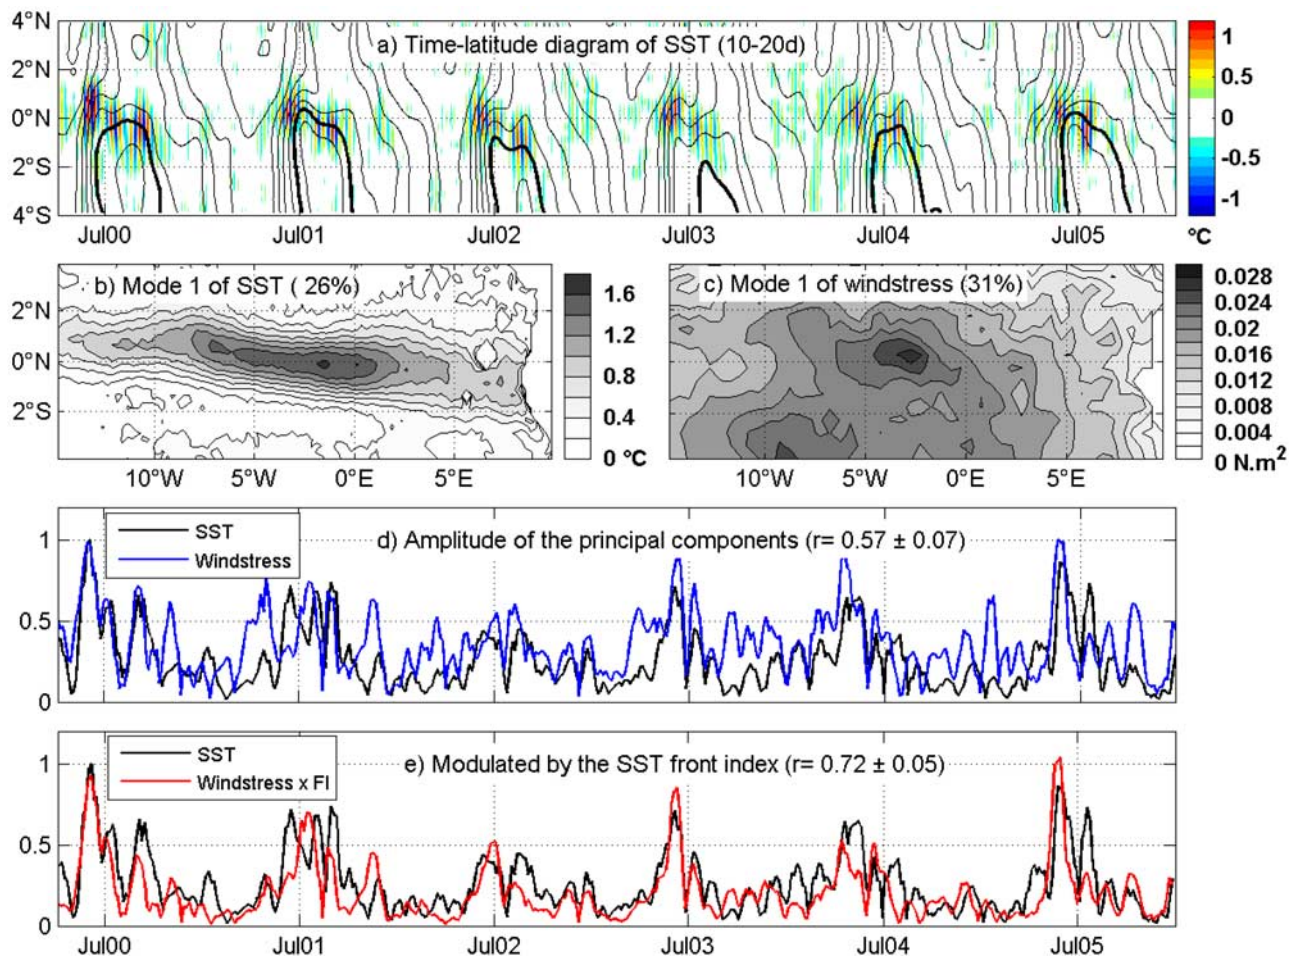 4°N
2°N
0°N
2°S
4°S
a) Time-latitude diagram of SST (10-20d)
1
0.5
0
-0.5
-1
°C
Jul00 Jul01 Jul02 Jul03 Jul04 Jul05
b) Mode 1 of SST ( 26%)
2°N
0°N
2°S
10°W 5°W 0°E 5°E
1.6
1.2
0.8
0.4
0 °C
c) Mode 1 of windstress (31%)
10°W 5°W 0°E 5°E
0.028
0.024
0.02
0.016
0.012
0.008
0.004
0 N.m2
SST
Windstress
d) Amplitude of the principal components (r= 0.57 ± 0.07)
1
0.5
0
SST
Windstress x FI
e) Modulated by the SST front index (r= 0.72 ± 0.05)
1
0.5
0
Jul00 Jul01 Jul02 Jul03 Jul04 Jul05